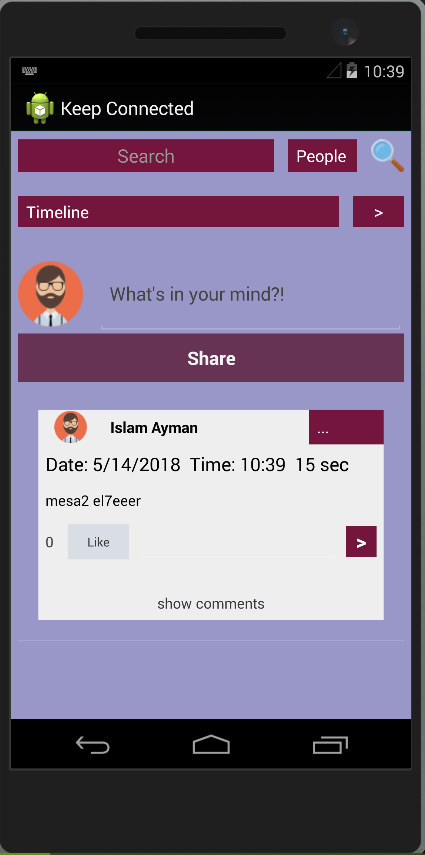 10:39
Keep Connected
Search People
Timeline >
What's in your mind?!
Share
Islam Ayman ...
Date: 5/14/2018 Time: 10:39 15 sec
mesa2 el7eeer
0 Like >
show comments